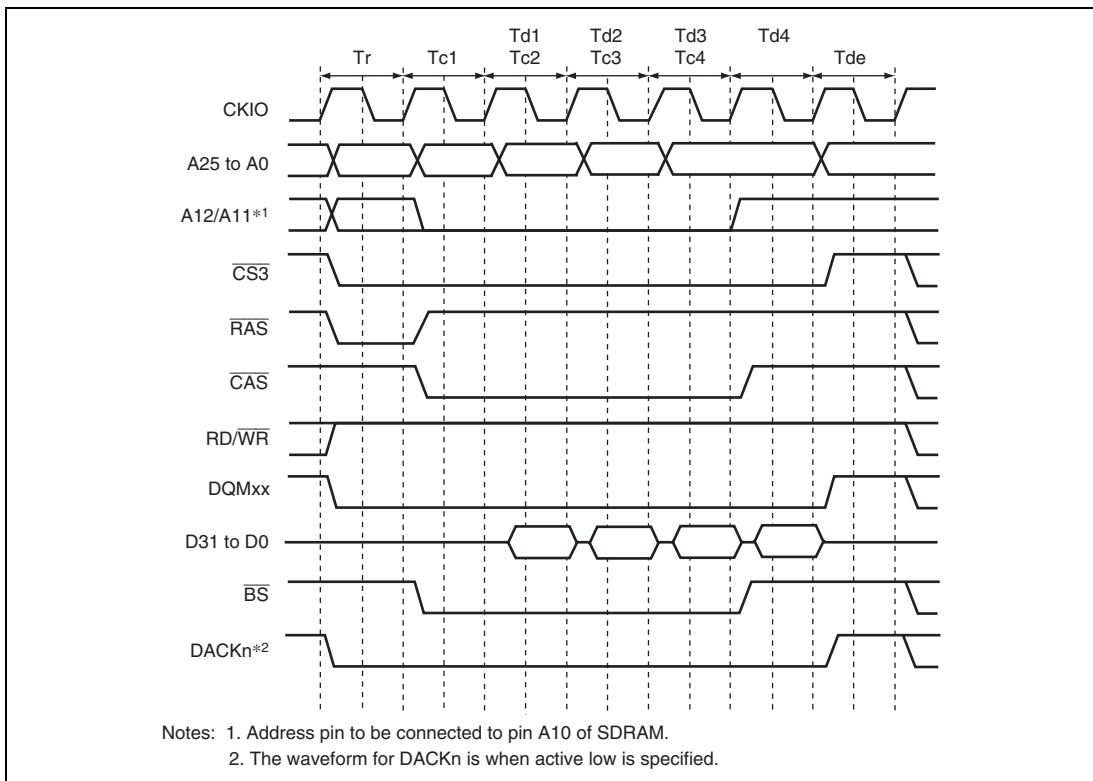 Td1 Td2 Td3 Td4
Tr Tc1 Tc2 Tc3 Tc4 Tde
CKIO
A25 to A0
A12/A11*1
CS3
RAS
CAS
RD/WR
DQMxx
D31 to D0
BS
DACKn*2
Notes: 1. Address pin to be connected to pin A10 of SDRAM.
2. The waveform for DACKn is when active low is specified.